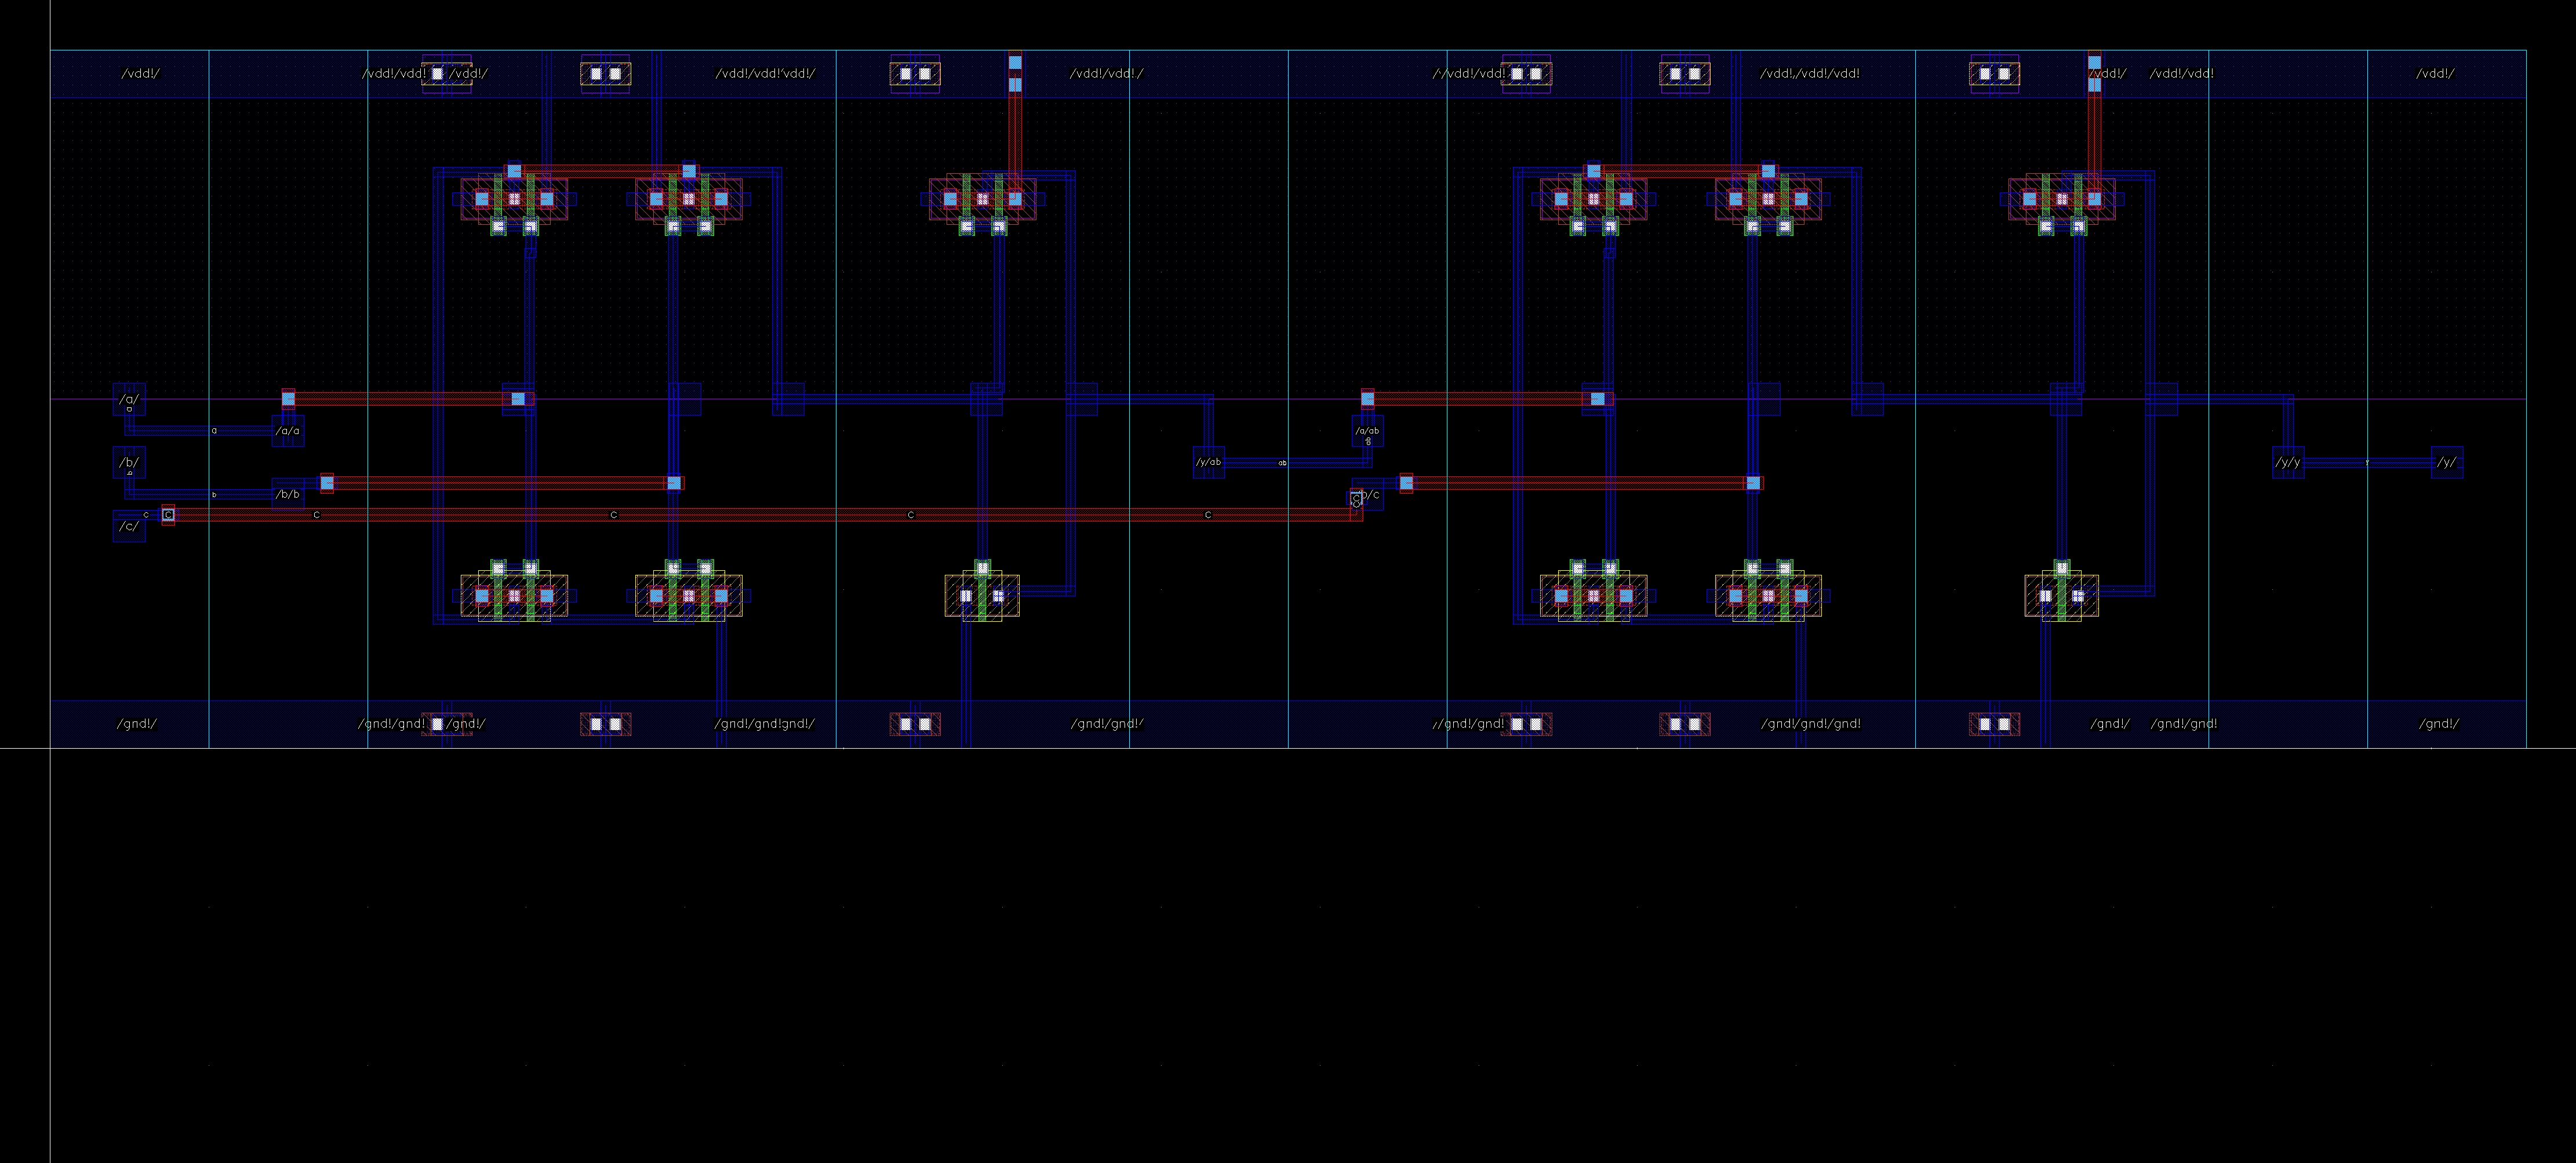 /vdd!/ /vdd!/vdd! /vdd!/ /vdd!/vdd!'vdd!/ /vdd!/vdd!/ /vdd!/vdd! /vdd!/vdd!/vdd! /vdd!/ /vdd!/vdd! /vdd!/
/a/
a
a /a/a /a/ab
/b/
b /y/ab ab /y/y y /y/
b /b/b b/c
c C C C C C
/c/
/gnd!/ /gnd!/gnd! /gnd!/ /gnd!/gnd!gnd!/ /gnd!/gnd!/ //gnd!/gnd! /gnd!/gnd!/gnd! /gnd!/ /gnd!/gnd! /gnd!/